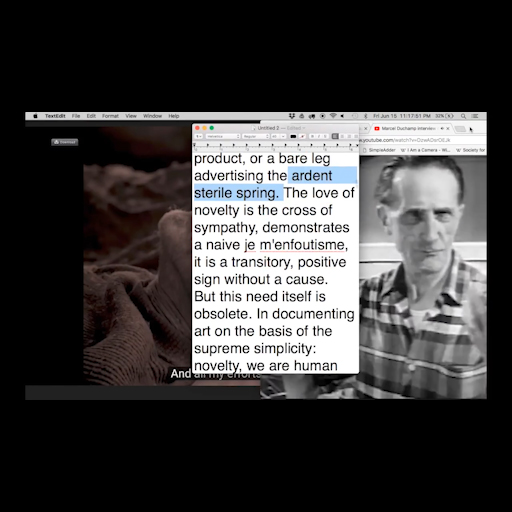 TextEdit File Edit Format View Window Help
Fri Jun 15 11:17:51 PM
Untitled 2
Marcel Duchamp interview
youtube.com/watch?v=
SimpleAdder I Am a Camera - Wi... Society for
product, or a bare leg
advertising the ardent
sterile spring. The love of
novelty is the cross of
sympathy, demonstrates
a naive je m'enfoutisme,
it is a transitory, positive
sign without a cause.
But this need itself is
obsolete. In documenting
art on the basis of the
supreme simplicity:
novelty, we are human
And all my efforts